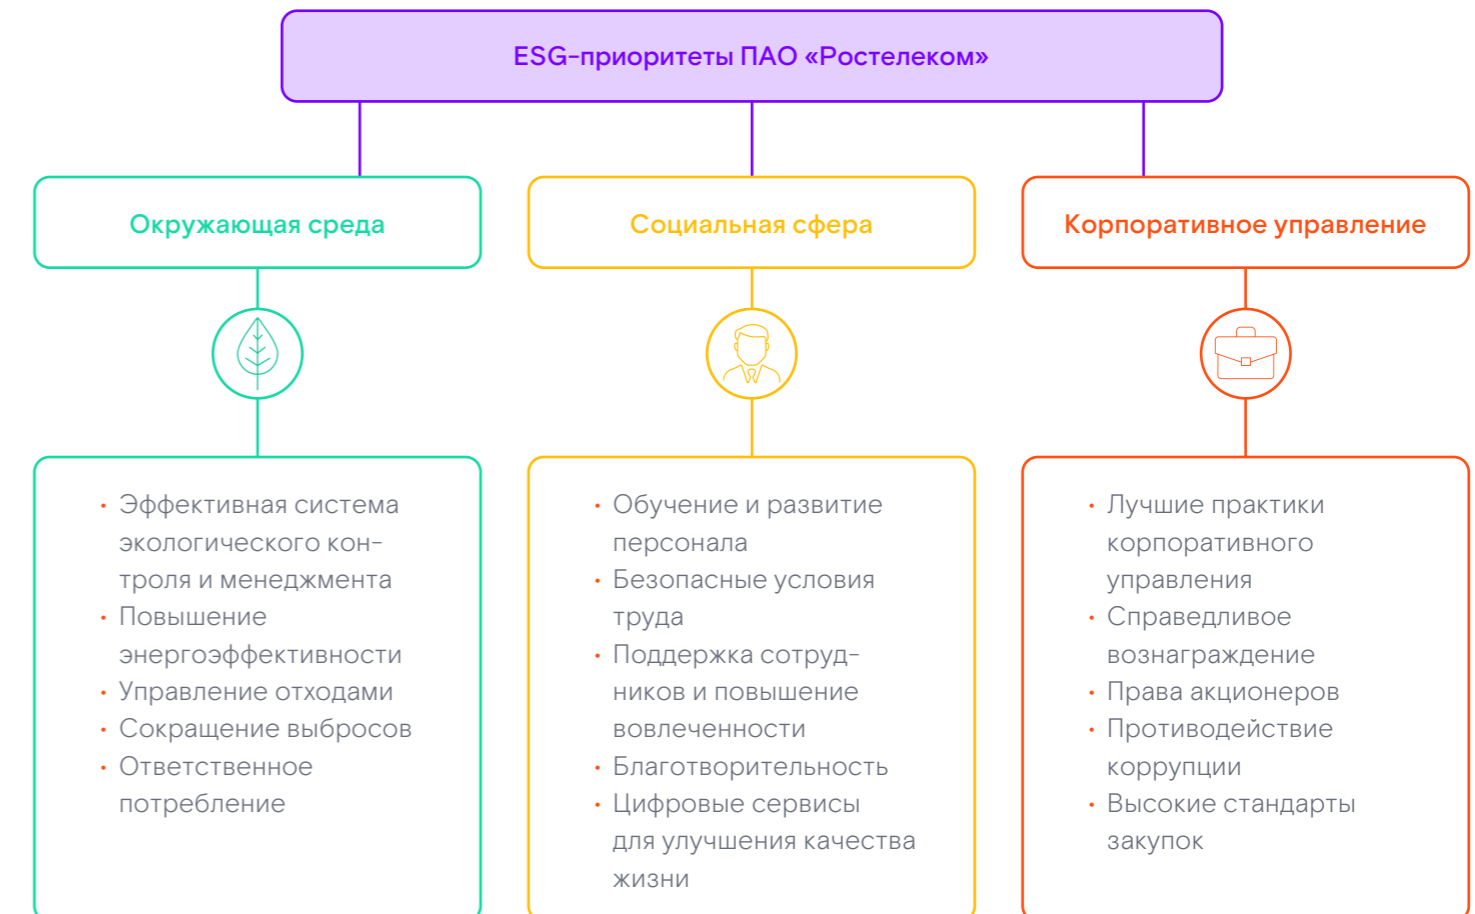 ESG-приоритеты ПАО «Ростелеком»
Окружающая среда
Социальная сфера
Корпоративное управление
• Эффективная система
экологического кон-
троля и менеджмента
• Повышение
энергоэффективности
• Управление отходами
• Сокращение выбросов
• Ответственное
потребление
• Обучение и развитие
персонала
• Безопасные условия
труда
• Поддержка сотруд-
ников и повышение
вовлеченности
• Благотворительность
• Цифровые сервисы
для улучшения качества
жизни
• Лучшие практики
корпоративного
управления
• Справедливое
вознаграждение
• Права акционеров
• Противодействие
коррупции
• Высокие стандарты
закупок